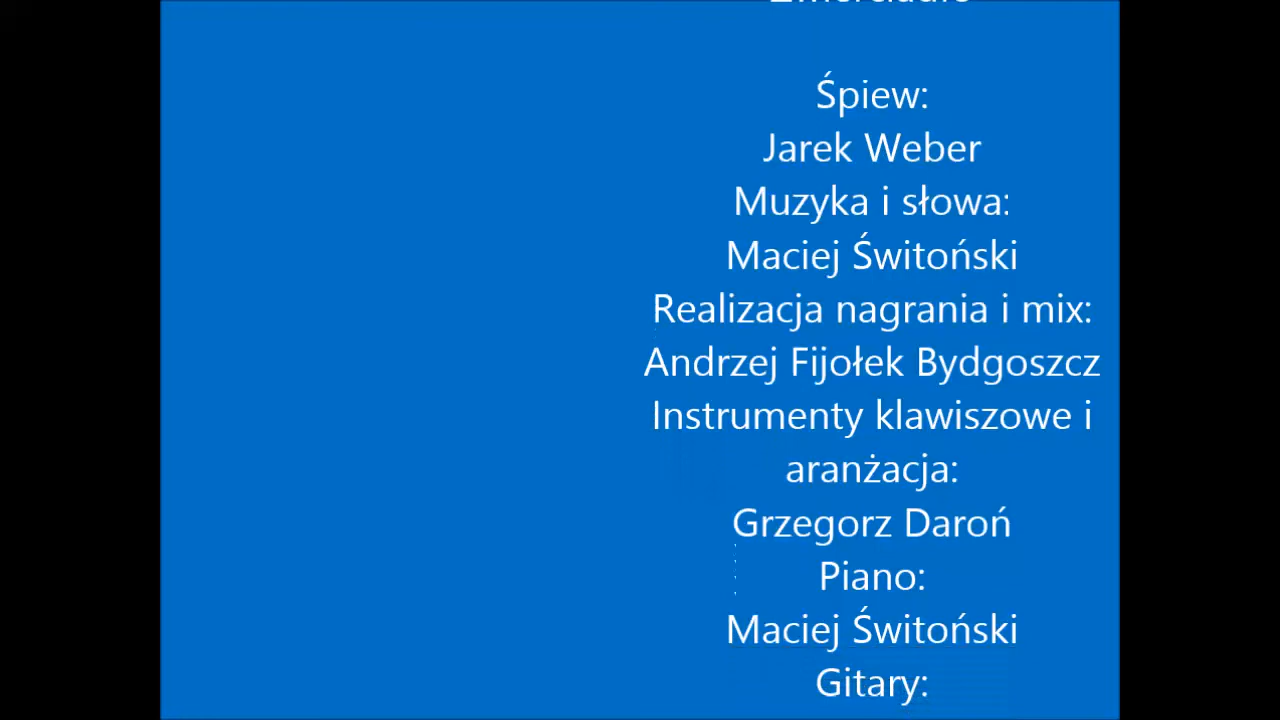 Śpiew:
Jarek Weber
Muzyka i słowa:
Maciej Świtoński
Realizacja nagrania i mix:
Andrzej Fijołek Bydgoszcz
Instrumenty klawiszowe i
aranżacja:
Grzegorz Daroń
Piano:
Maciej Świtoński
Gitary: